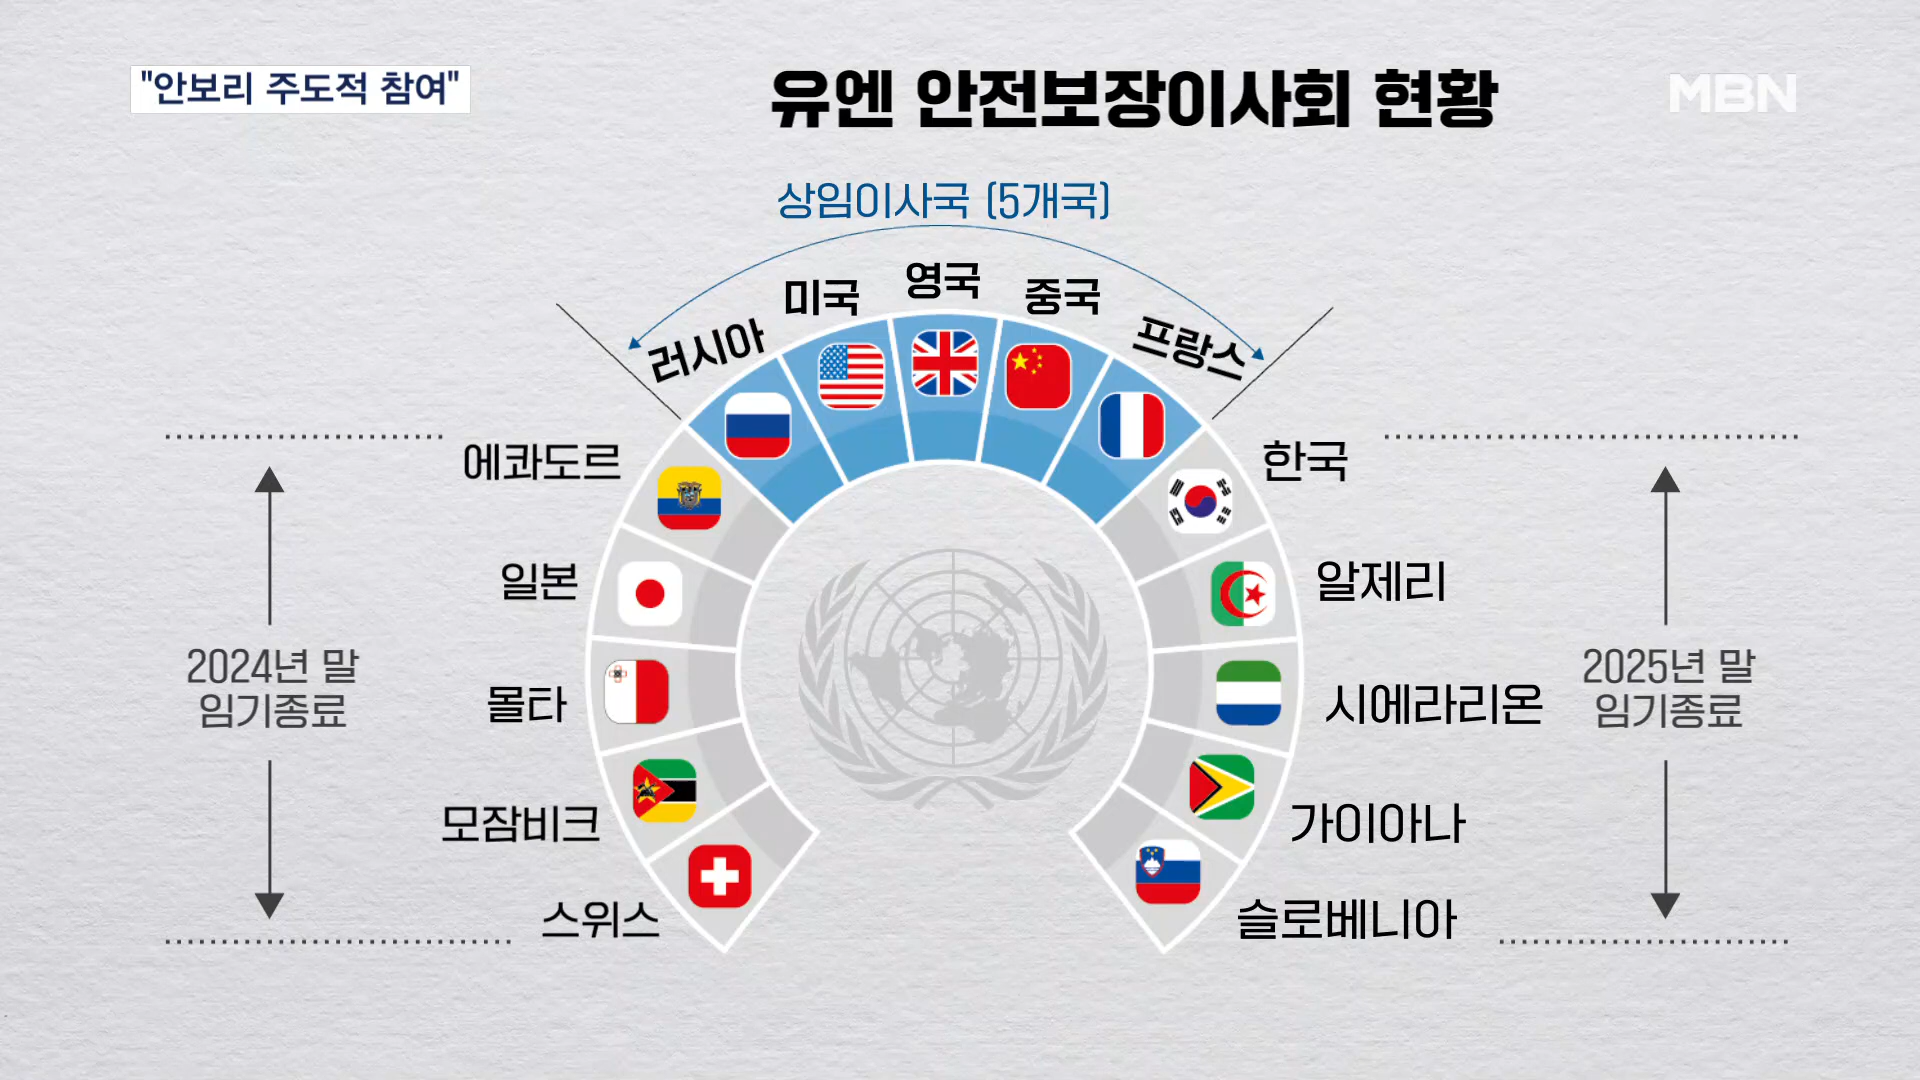 "안보리 주도적 참여"
유엔 안전보장이사회 현황
MBN
상임이사국 (5개국)
러시아
미국
영국
중국
프랑스
에콰도르
일본
몰타
모잠비크
스위스
2024년 말
임기종료
한국
알제리
시에라리온
가이아나
슬로베니아
2025년 말
임기종료